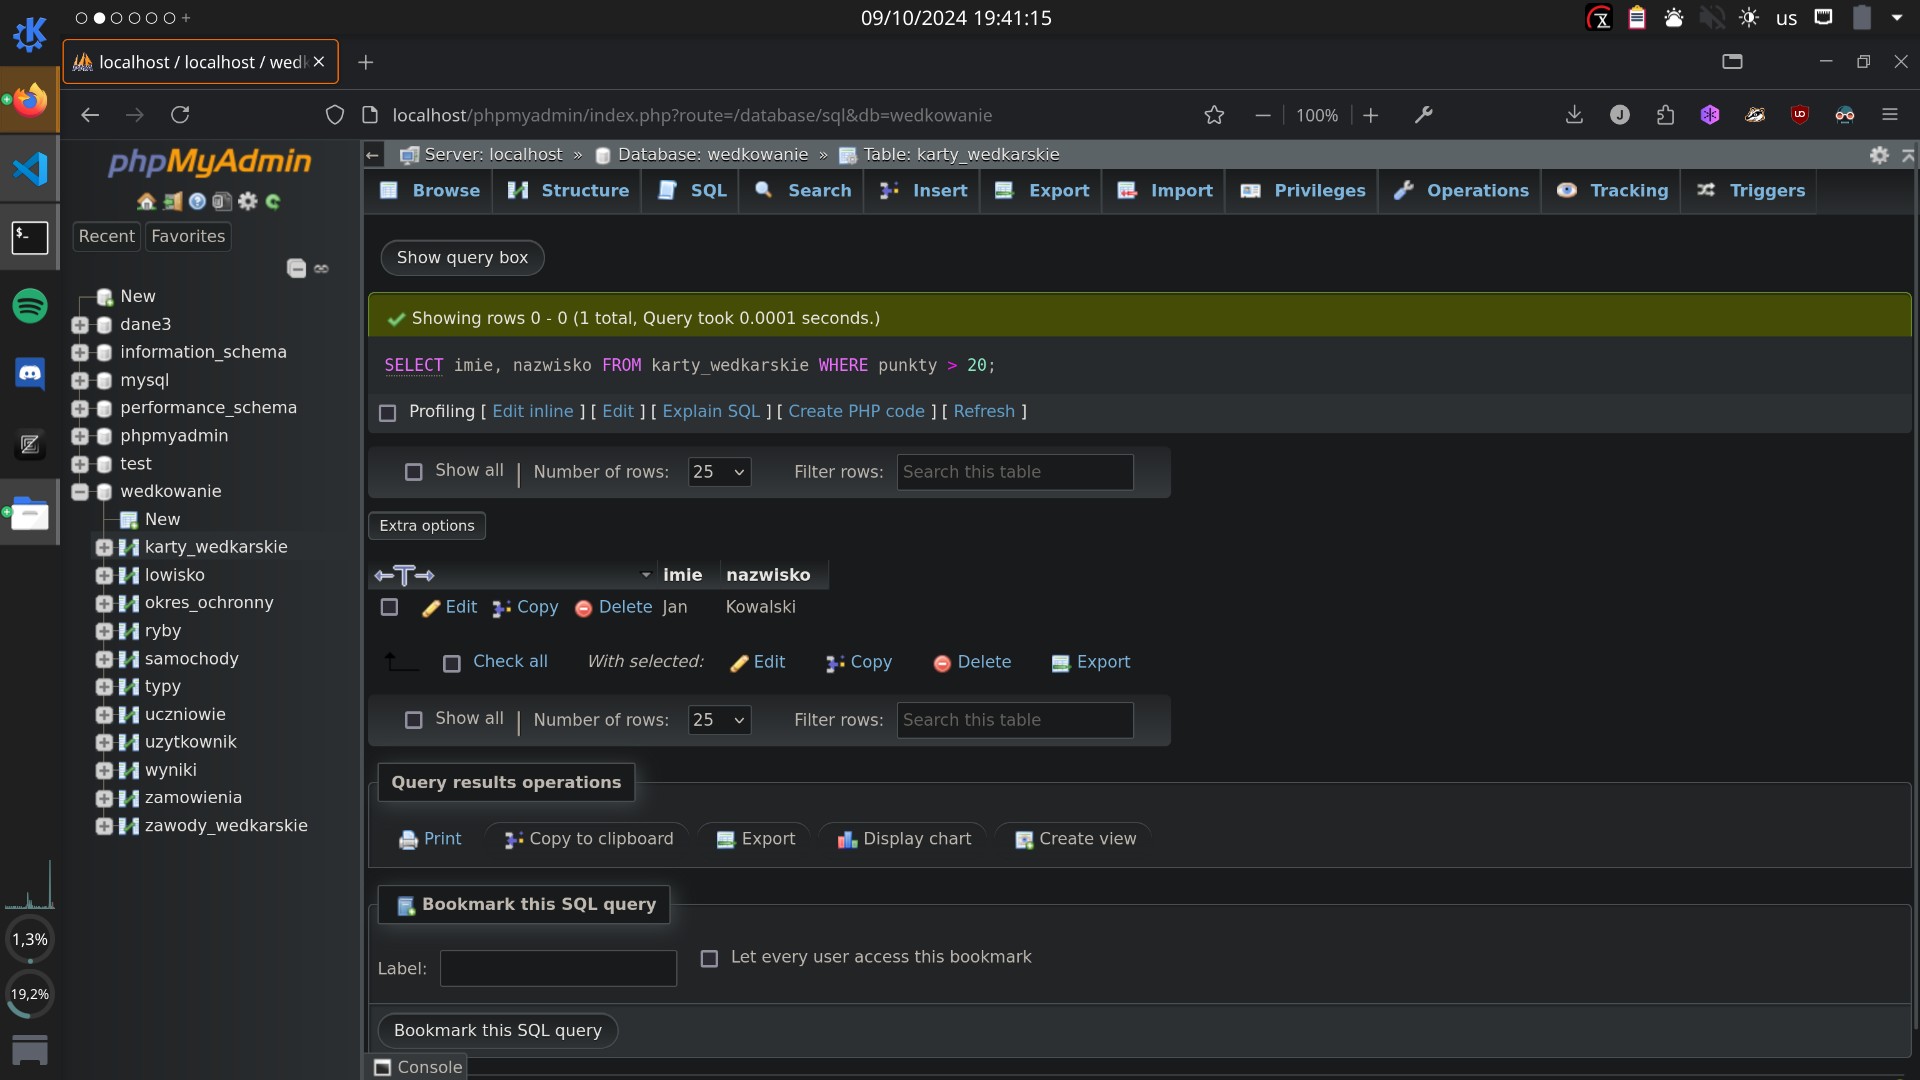 09/10/2024 19:41:15
us
localhost / localhost / wedk
localhost/phpmyadmin/index.php?route=/database/sql&db=wedkowanie
100%
phpMyAdmin
Recent Favorites
New
dane3
information_schema
mysql
performance_schema
phpmyadmin
test
wedkowanie
New
karty_wedkarskie
lowisko
okres_ochronny
ryby
samochody
typy
uczniowie
uzytkownik
wyniki
zamowienia
zawody_wedkarskie
1,3%
19,2%
Server: localhost » Database: wedkowanie » Table: karty_wedkarskie
Browse Structure SQL Search Insert Export Import Privileges Operations Tracking Triggers
Show query box
Showing rows 0 - 0 (1 total, Query took 0.0001 seconds.)
SELECT imie, nazwisko FROM karty_wedkarskie WHERE punkty > 20;
Profiling [ Edit inline ] [ Edit ] [ Explain SQL ] [ Create PHP code ] [ Refresh ]
Show all | Number of rows: 25 Filter rows: Search this table
Extra options
←T→ imie nazwisko
Edit Copy Delete Jan Kowalski
Check all With selected: Edit Copy Delete Export
Show all | Number of rows: 25 Filter rows: Search this table
Query results operations
Print Copy to clipboard Export Display chart Create view
Bookmark this SQL query
Label: Let every user access this bookmark
Bookmark this SQL query
Console